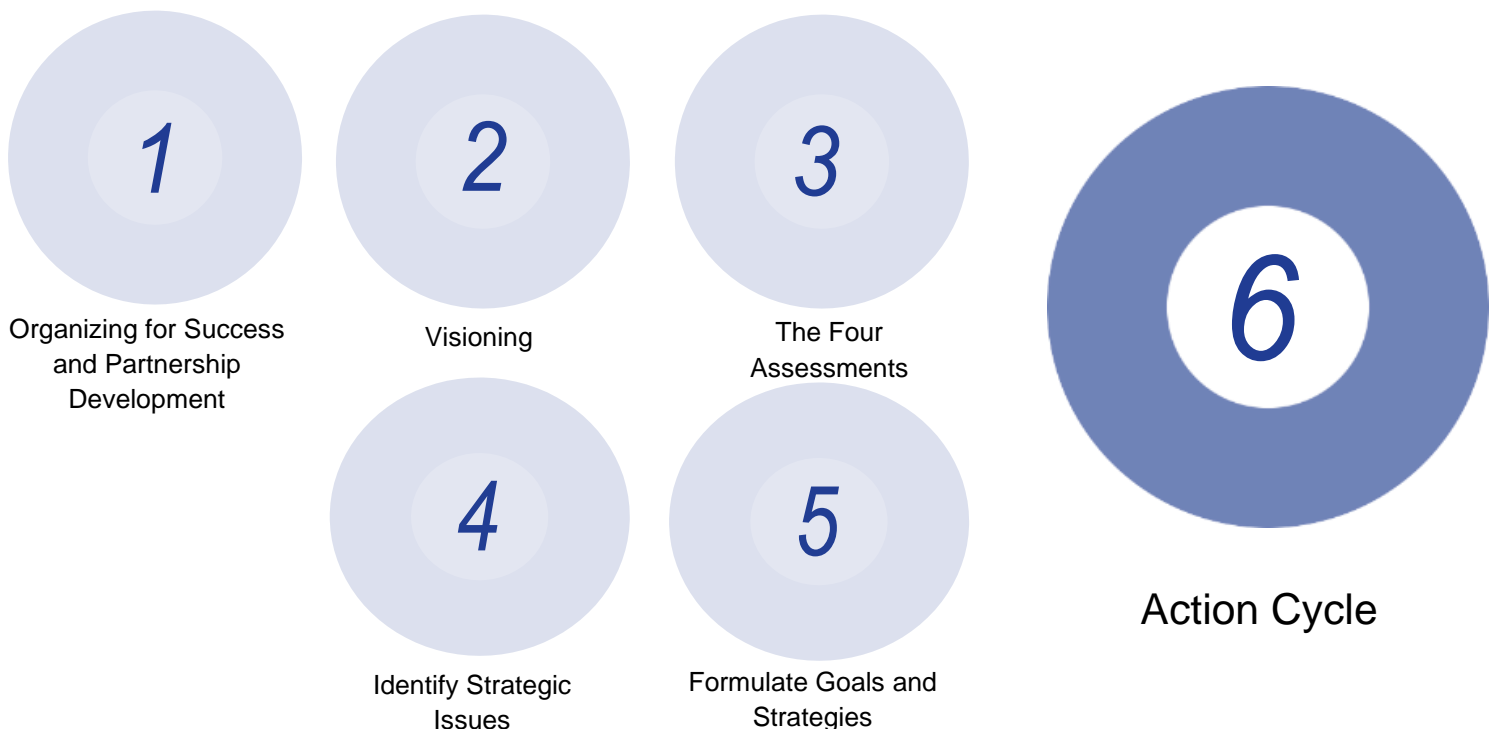 1
Organizing for Success
and Partnership
Development
2
Visioning
3
The Four
Assessments
4
Identify Strategic
Issues
5
Formulate Goals and
Strategies
6
Action Cycle